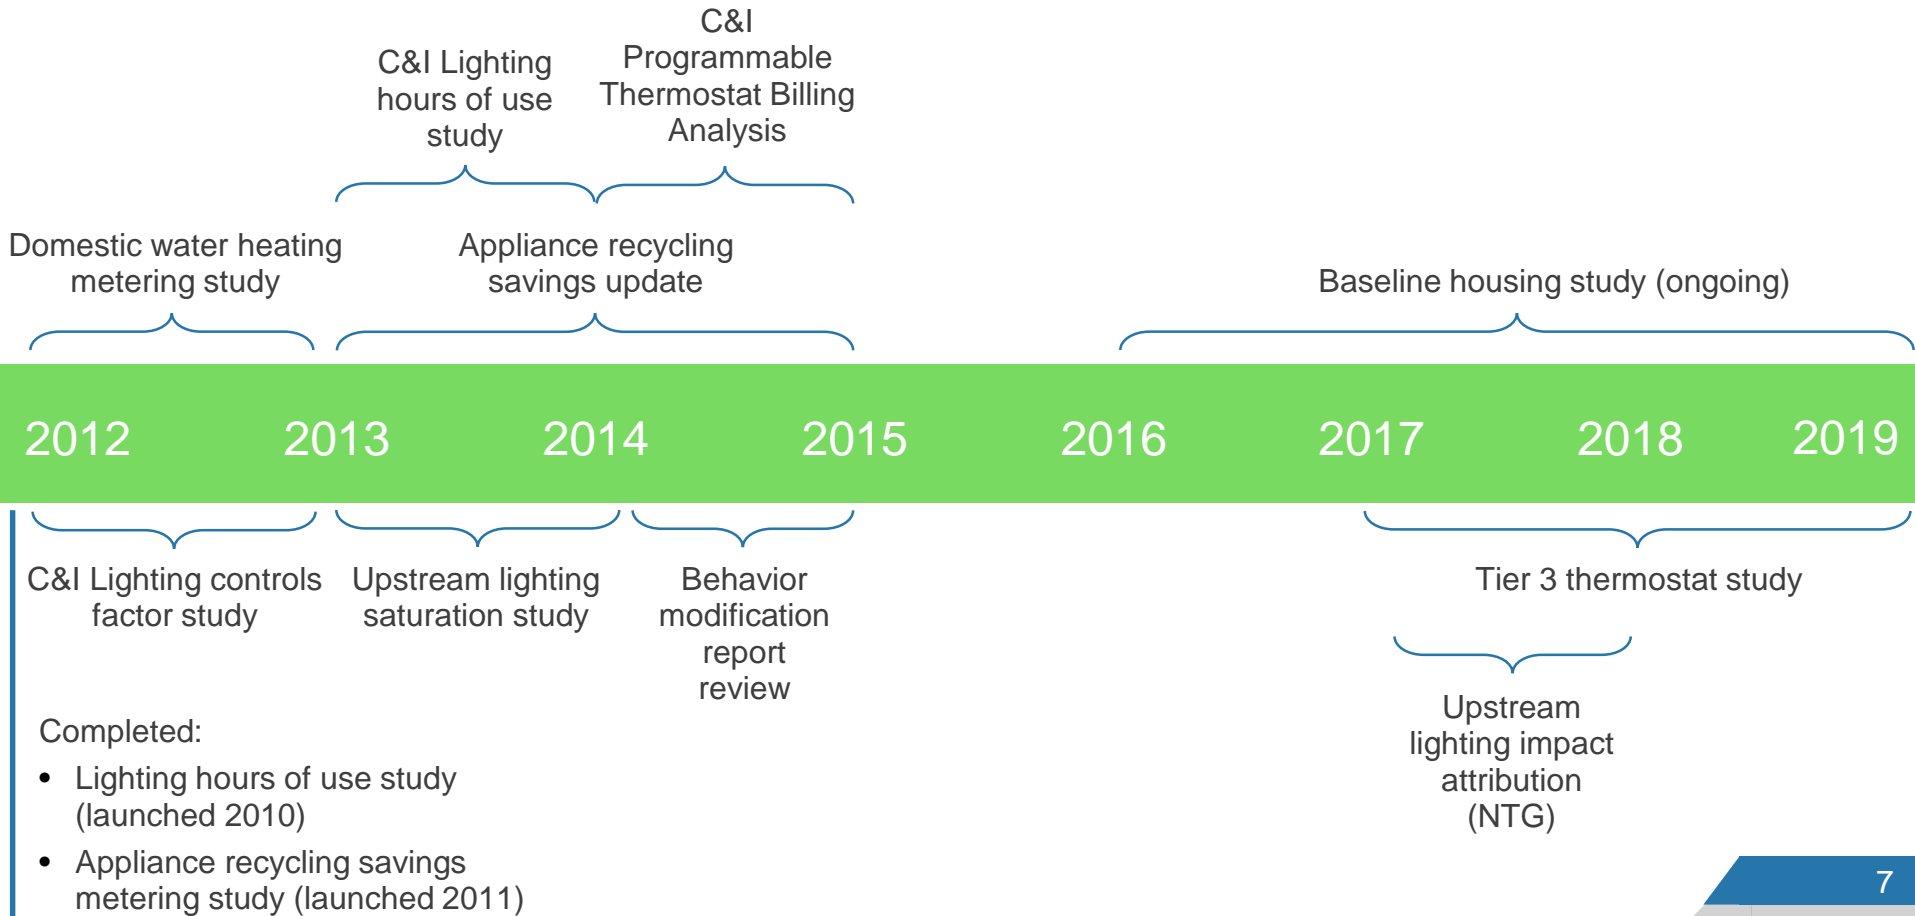 C&I
Programmable
Thermostat Billing
Analysis
C&I Lighting
hours of use
study
Domestic water heating
metering study
Appliance recycling
savings update
Baseline housing study (ongoing)
2012
2013
2014
2015
2016
2017
2018
2019
C&I Lighting controls
factor study
Upstream lighting
saturation study
Behavior
modification
report
review
Tier 3 thermostat study
Upstream
lighting impact
attribution
(NTG)
Completed:
• Lighting hours of use study
(launched 2010)
• Appliance recycling savings
metering study (launched 2011)
7